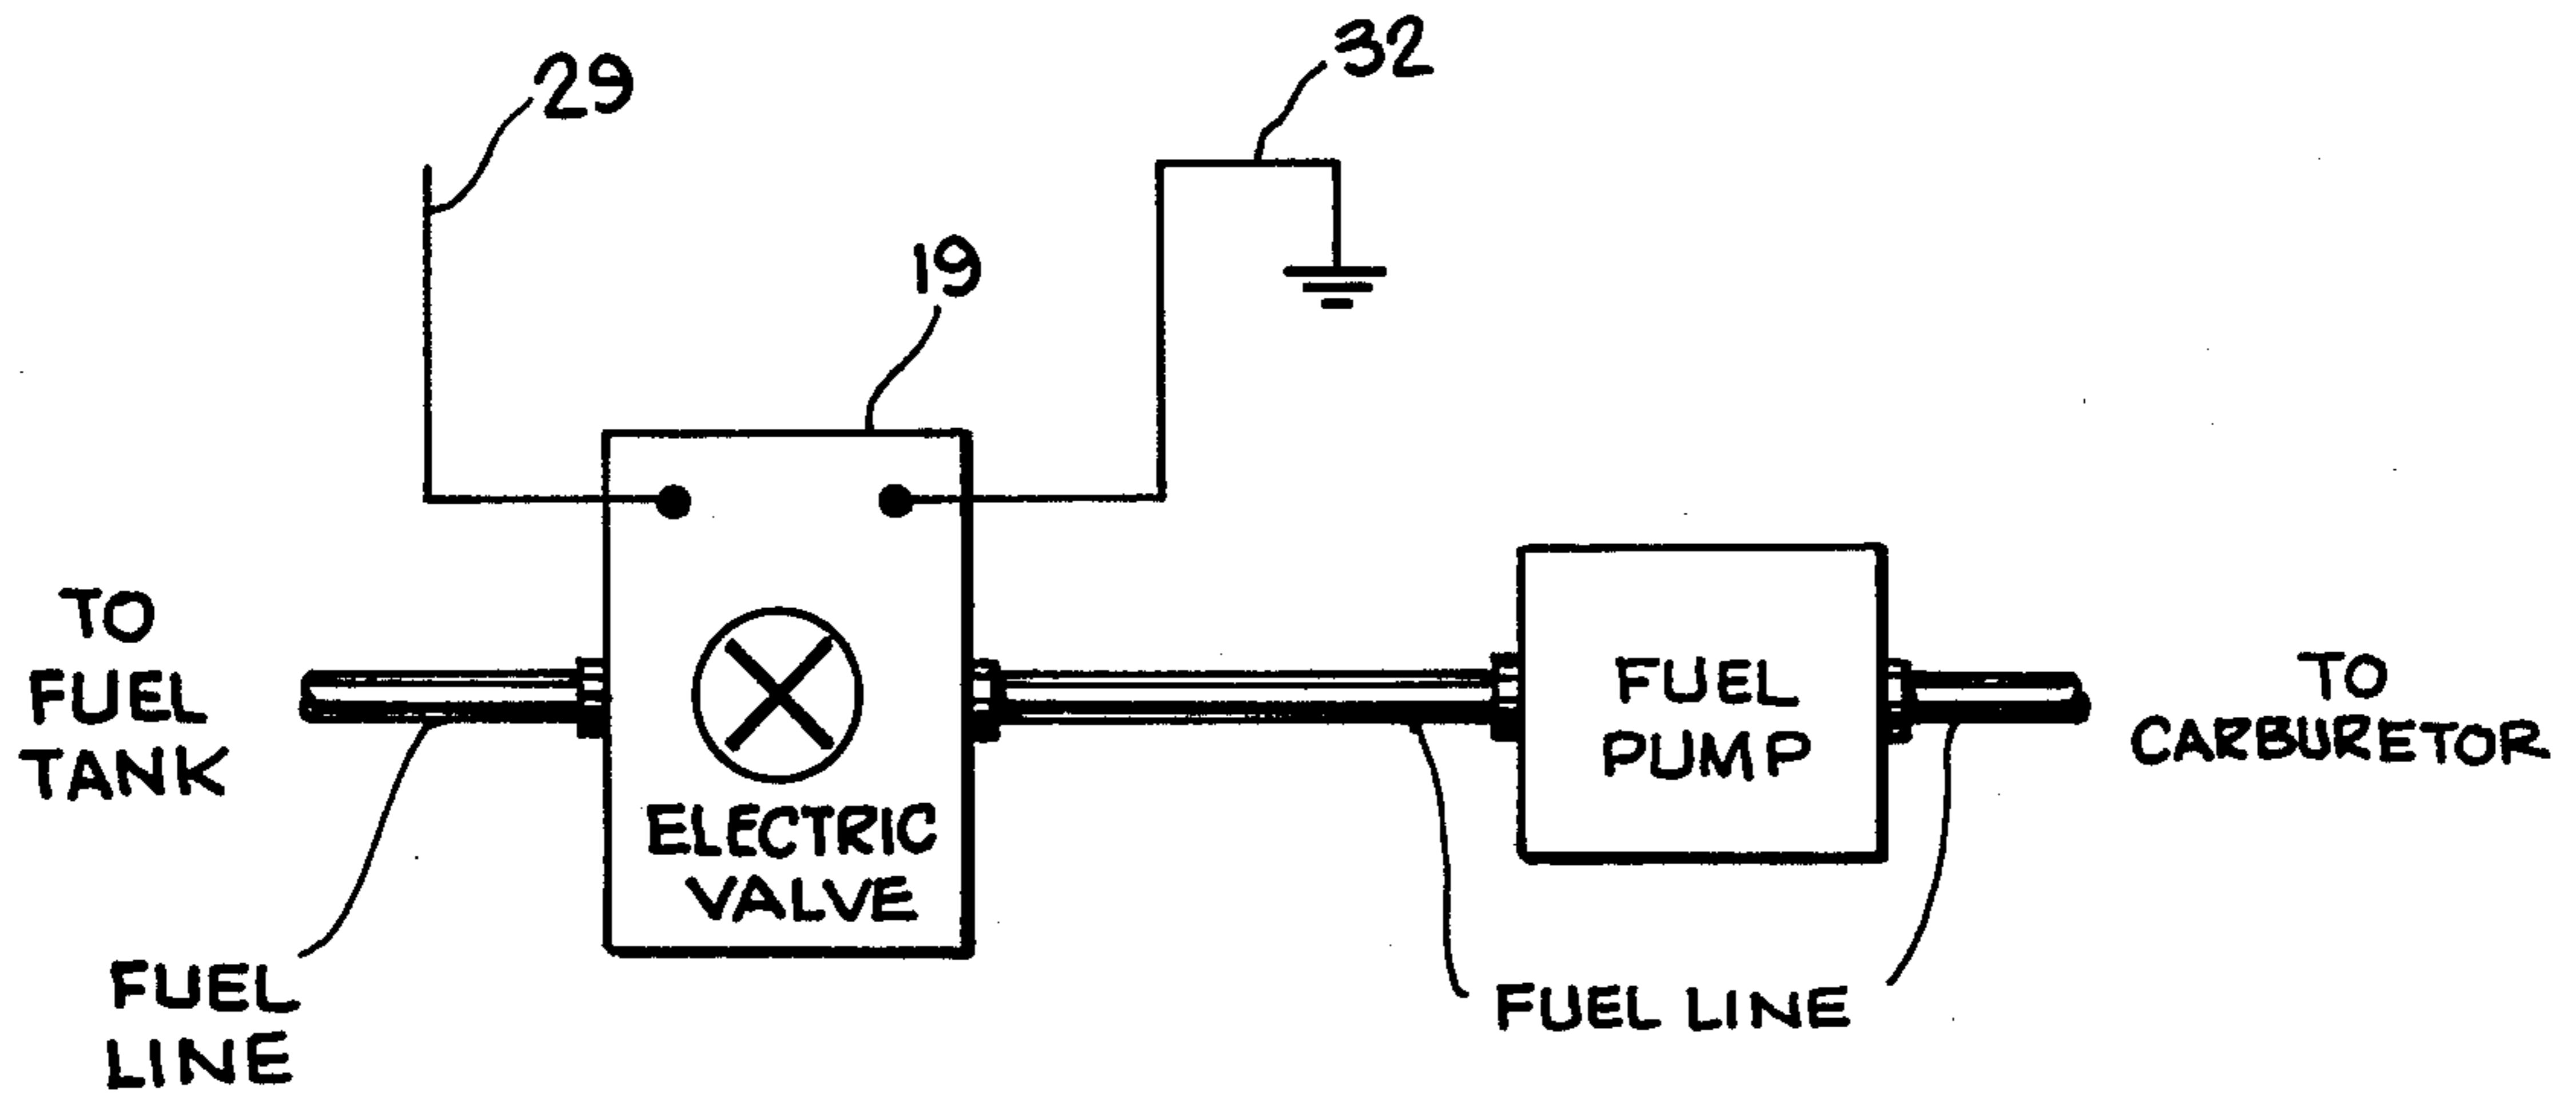 32
29
19
TO
FUEL
TANK
TO
CARBURETOR
FUEL
PUMP
ELECTRIC
VALVE
FUEL
LINE
FUEL LINE